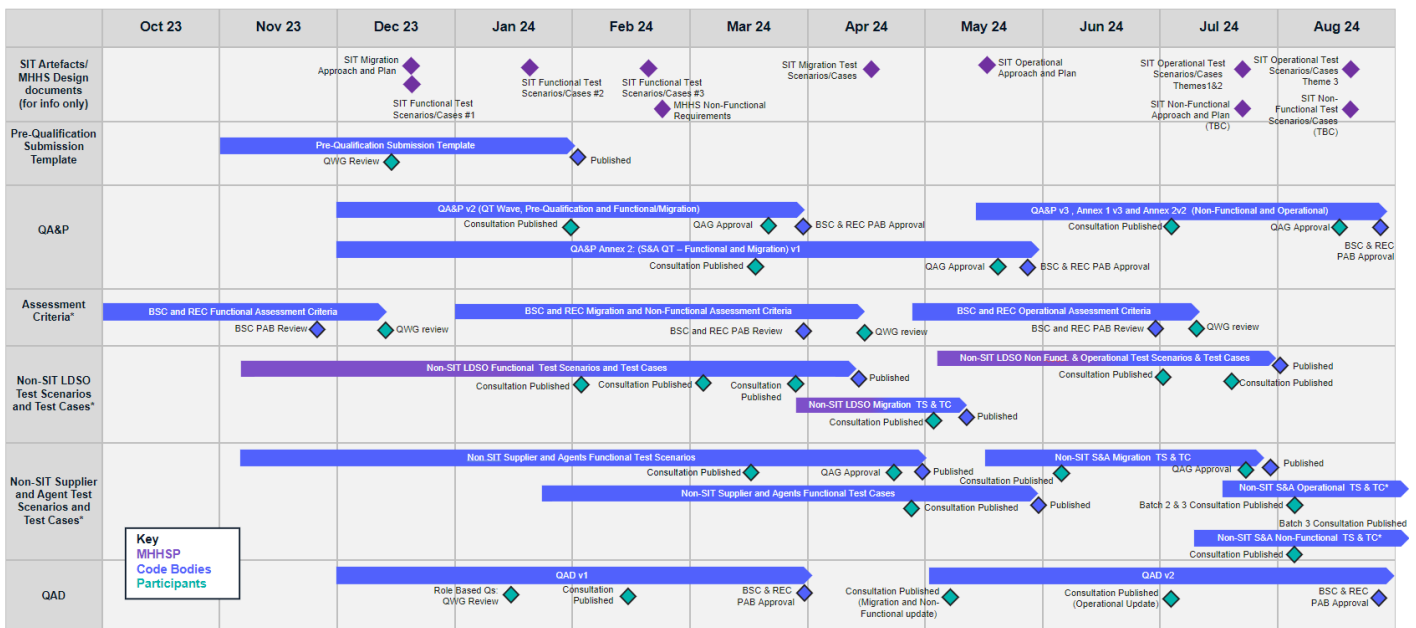 Oct 23
Nov 23
Dec 23
Jan 24
Feb 24
Mar 24
Apr 24
May 24
Jun 24
Jul 24
Aug 24
SIT Artefacts/
MHHS Design
documents
(for info only)
SIT Migration
Approach and Plan
SIT Functional Test
Scenarios/Cases #1
SIT Functional Test
Scenarios/Cases #2
SIT Functional Test
Scenarios/Cases #3
MHHS Non-Functional
Requirements
SIT Migration Test
Scenarios/Cases
SIT Operational
Approach and Plan
SIT Operational Test
Scenarios/Cases
Themes1&2
SIT Non-Functional
Approach and Plan
(TBC)
SIT Operational Test
Scenarios/Cases
Theme 3
SIT Non-
Functional Test
Scenarios/Cases
(TBC)
Pre-Qualification
Submission
Template
Pre-Qualification Submission Template
QWG Review
Published
QA&P
QA&P v2 (QT Wave, Pre-Qualification and Functional/Migration)
Consultation Published
QAG Approval
BSC & REC PAB Approval
QA&P v3 , Annex 1 v3 and Annex 2v2 (Non-Functional and Operational)
Consultation Published
QAG Approval
BSC & REC
PAB Approval
QA&P Annex 2: (S&A QT – Functional and Migration) v1
Consultation Published
QAG Approval
BSC & REC PAB Approval
Assessment
Criteria*
BSC and REC Functional Assessment Criteria
BSC PAB Review
QWG review
BSC and REC Migration and Non-Functional Assessment Criteria
BSC and REC PAB Review
QWG review
BSC and REC Operational Assessment Criteria
BSC and REC PAB Review
QWG review
Non-SIT LDSO
Test Scenarios
and Test Cases*
Non-SIT LDSO Functional Test Scenarios and Test Cases
Consultation Published
Consultation Published
Consultation
Published
Published
Non-SIT LDSO Non Funct. & Operational Test Scenarios & Test Cases
Consultation Published
Consultation Published
Published
Non-SIT LDSO Migration TS & TC
Consultation Published
Published
Non-SIT Supplier
and Agent Test
Scenarios and
Test Cases*
Non SIT Supplier and Agents Functional Test Scenarios
Consultation Published
QAG Approval
Published
Non-SIT S&A Migration TS & TC
Consultation Published
QAG Approval
Published
Non-SIT Supplier and Agents Functional Test Cases
Consultation Published
Published
Non-SIT S&A Operational TS & TC*
Batch 2 & 3 Consultation Published
Batch 3 Consultation Published
Non-SIT S&A Non-Functional TS & TC*
Consultation Published
Key
MHHSP
Code Bodies
Participants
QAD
QAD v1
Role Based Qs:
QWG Review
Consultation
Published
BSC & REC
PAB Approval
QAD v2
Consultation Published
(Migration and Non-
Functional update)
Consultation Published
(Operational Update)
BSC & REC
PAB Approval